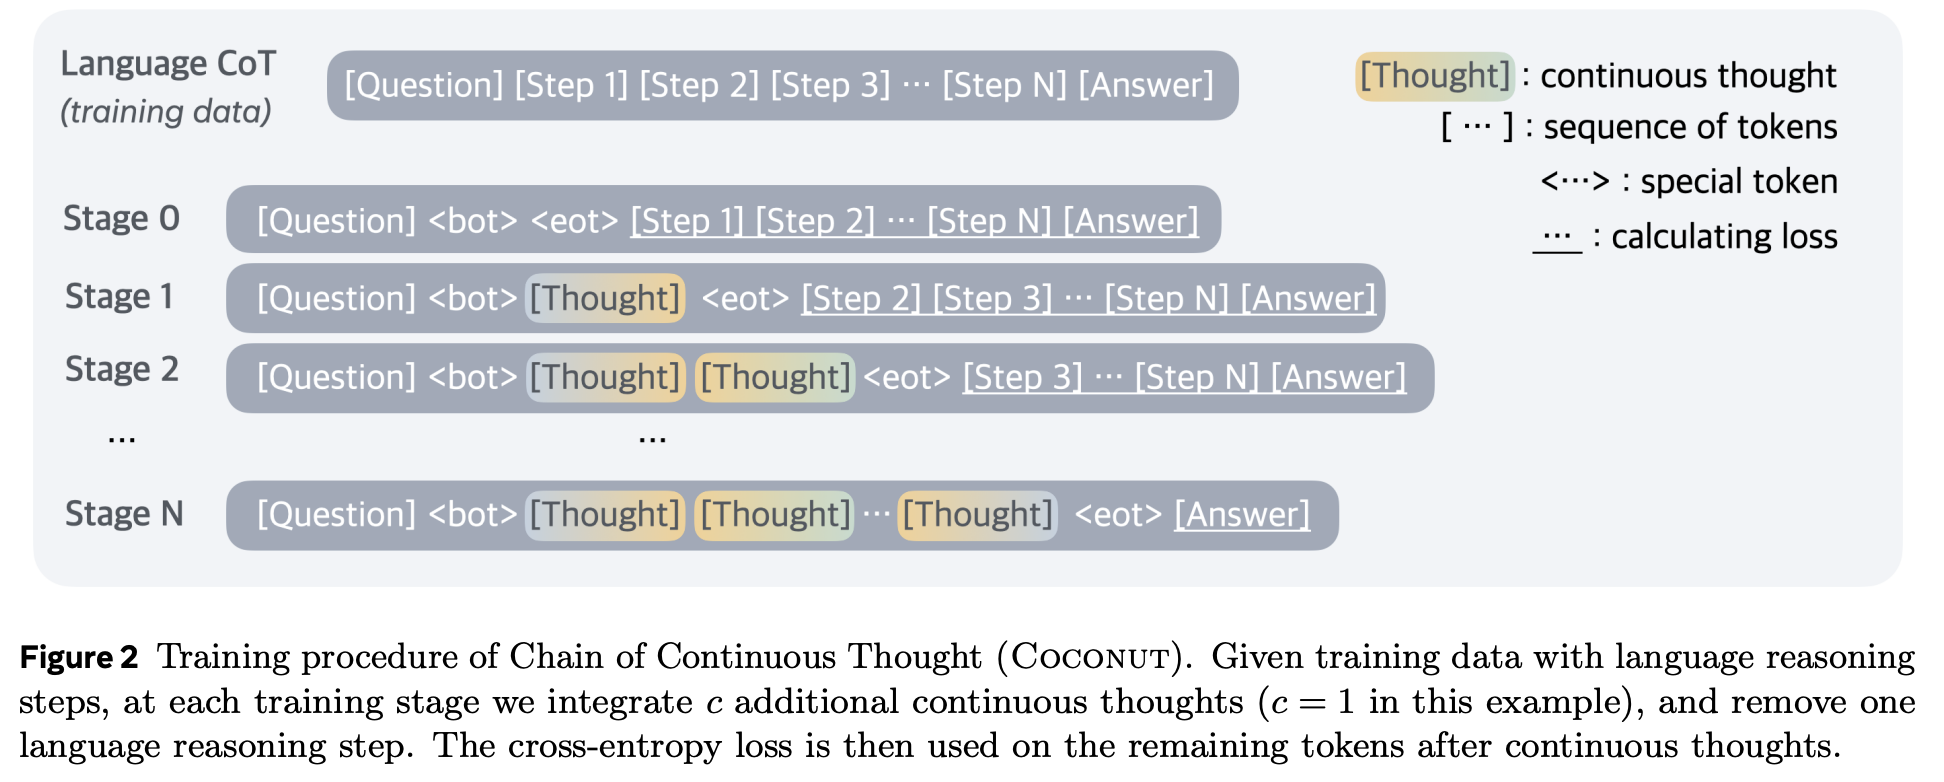 Language CoT
(training data)
[Question] [Step 1] [Step 2] [Step 3] ··· [Step N] [Answer]
[Thought] : continuous thought
[ ··· ] : sequence of tokens
<···> : special token
··· : calculating loss
Stage 0
[Question] <bot> <eot> [Step 1] [Step 2] ··· [Step N] [Answer]
Stage 1
[Question] <bot> [Thought] <eot> [Step 2] [Step 3] ··· [Step N] [Answer]
Stage 2
[Question] <bot> [Thought] [Thought] <eot> [Step 3] ··· [Step N] [Answer]
... ...
Stage N
[Question] <bot> [Thought] [Thought] ··· [Thought] <eot> [Answer]
Figure 2 Training procedure of Chain of Continuous Thought (COCONUT). Given training data with language reasoning
steps, at each training stage we integrate c additional continuous thoughts (c = 1 in this example), and remove one
language reasoning step. The cross-entropy loss is then used on the remaining tokens after continuous thoughts.